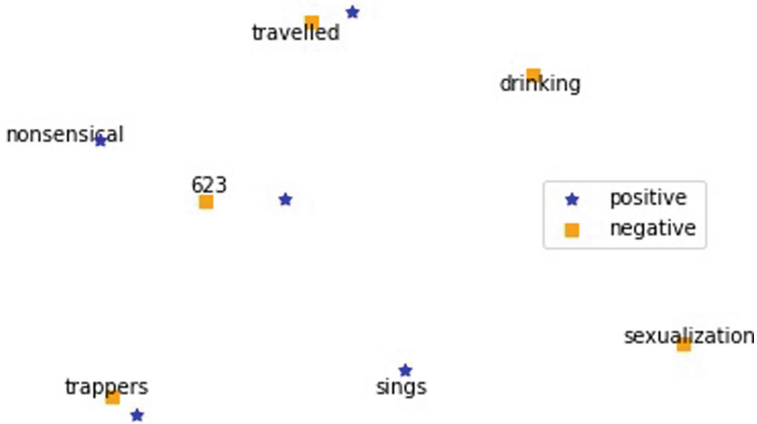 travelled
drinking
nonsensical
623
positive
negative
sexualization
trappers
sings